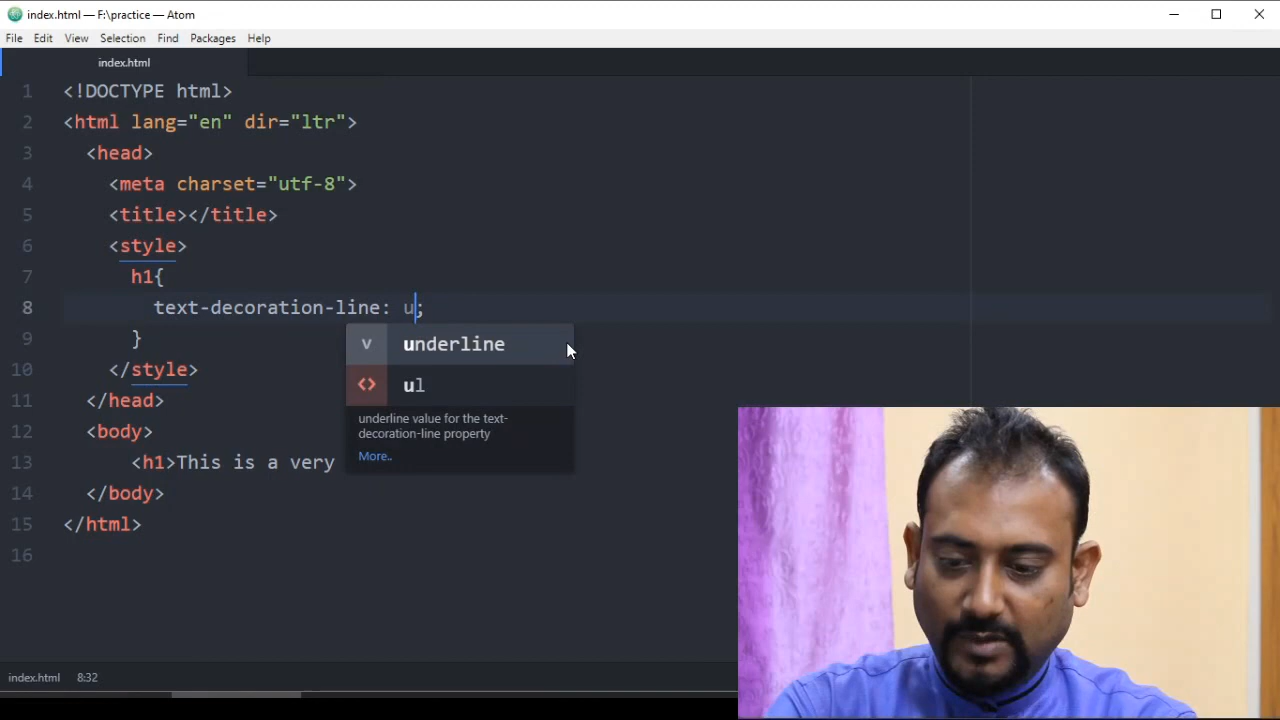 index.html — F:\practice — Atom
File Edit View Selection Find Packages Help
index.html
1 <!DOCTYPE html>
2 <html lang="en" dir="ltr">
3 <head>
4 <meta charset="utf-8">
5 <title></title>
6 <style>
7 h1{
8 text-decoration-line: u;
9 }
v underline
10 </style>
<> ul
11 </head>
underline value for the text-
decoration-line property
12 <body>
More..
13 <h1>This is a very
14 </body>
15 </html>
16
index.html 8:32